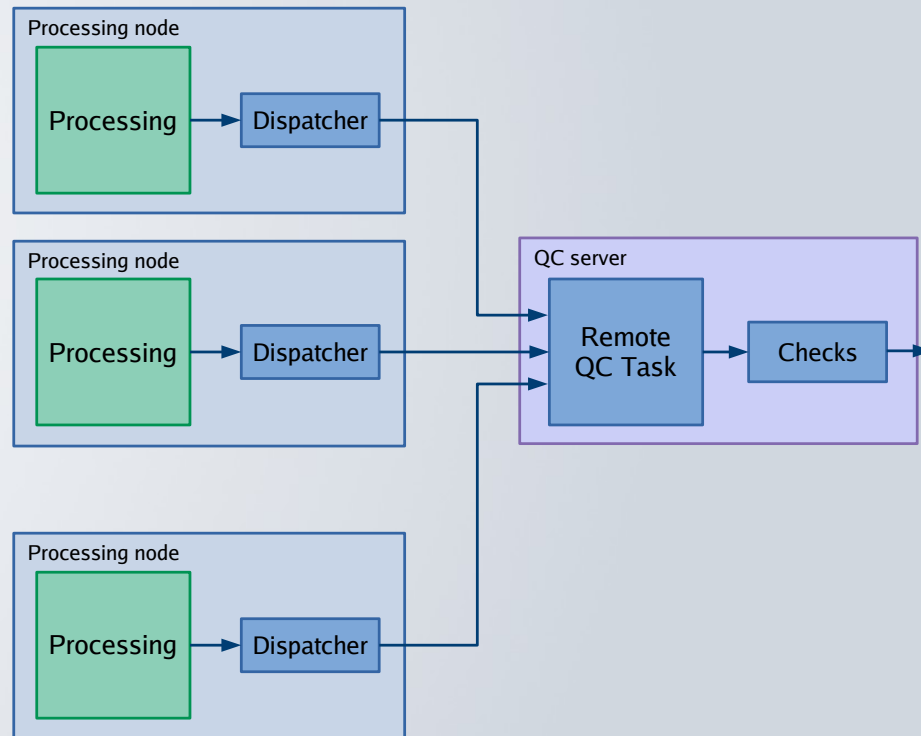 Processing node
Processing
Dispatcher
Processing node
Processing
Dispatcher
Processing node
Processing
Dispatcher
QC server
Remote
QC Task
Checks